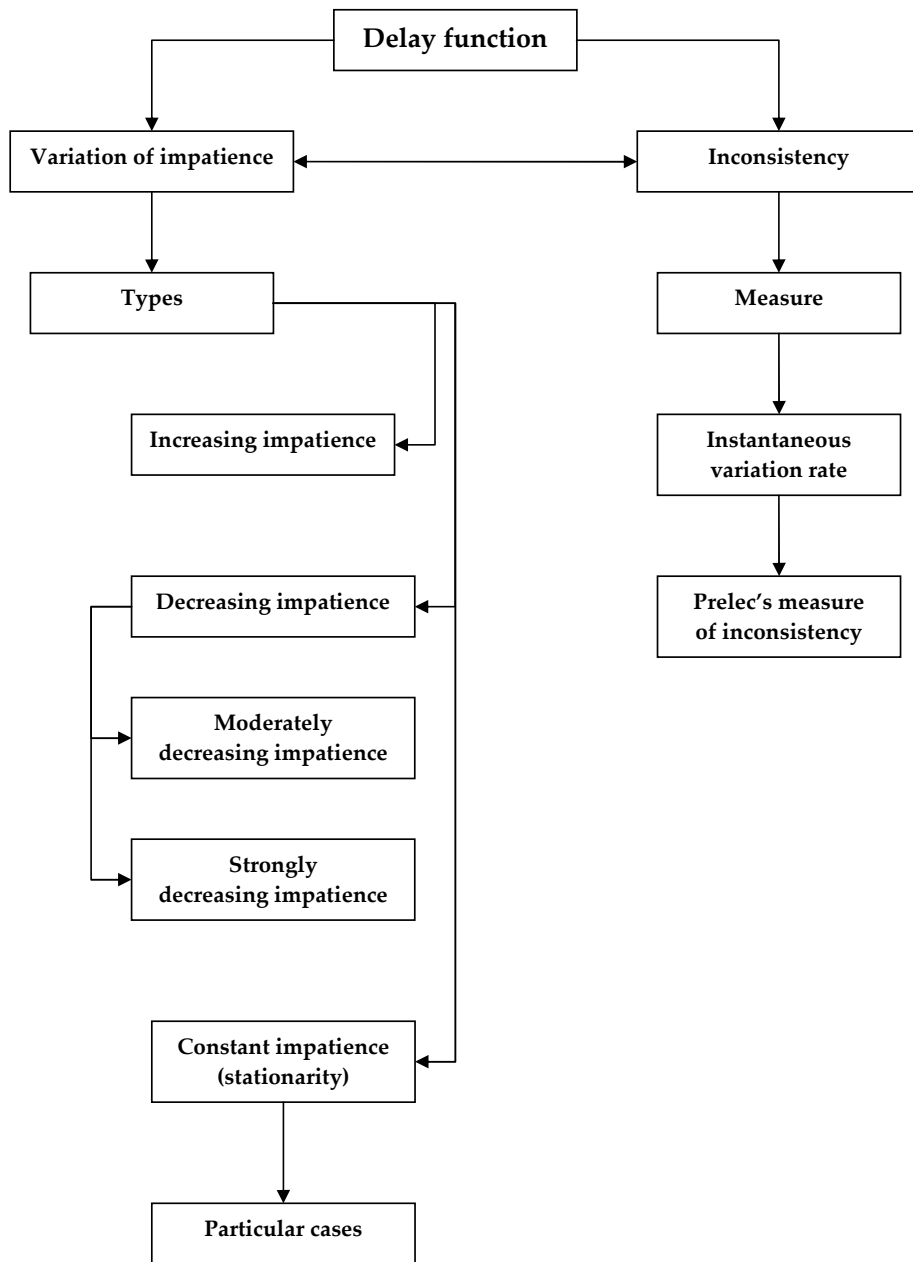 Delay function
Variation of impatience
Inconsistency
Types
Measure
Increasing impatience
Instantaneous
variation rate
Decreasing impatience
Prelec’s measure
of inconsistency
Moderately
decreasing impatience
Strongly
decreasing impatience
Constant impatience
(stationarity)
Particular cases